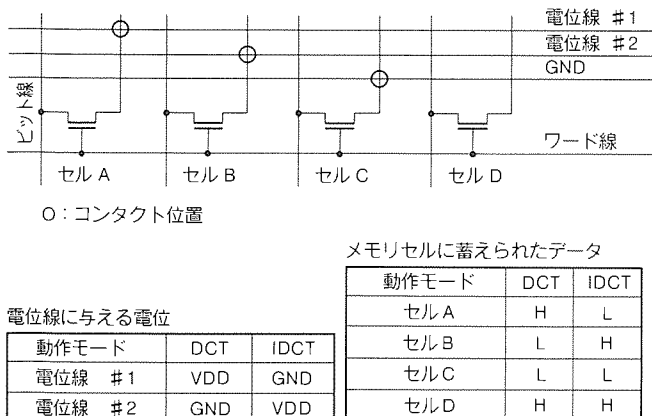 電位線 #1
電位線 #2
GND
ビット線
ワード線
セル A
セル B
セル C
セル D
O：コンタクト位置
メモリセルに蓄えられたデータ
動作モード DCT IDCT
セル A H L
セル B L H
セル C L L
セル D H H
電位線に与える電位
動作モード DCT IDCT
電位線 #1 VDD GND
電位線 #2 GND VDD